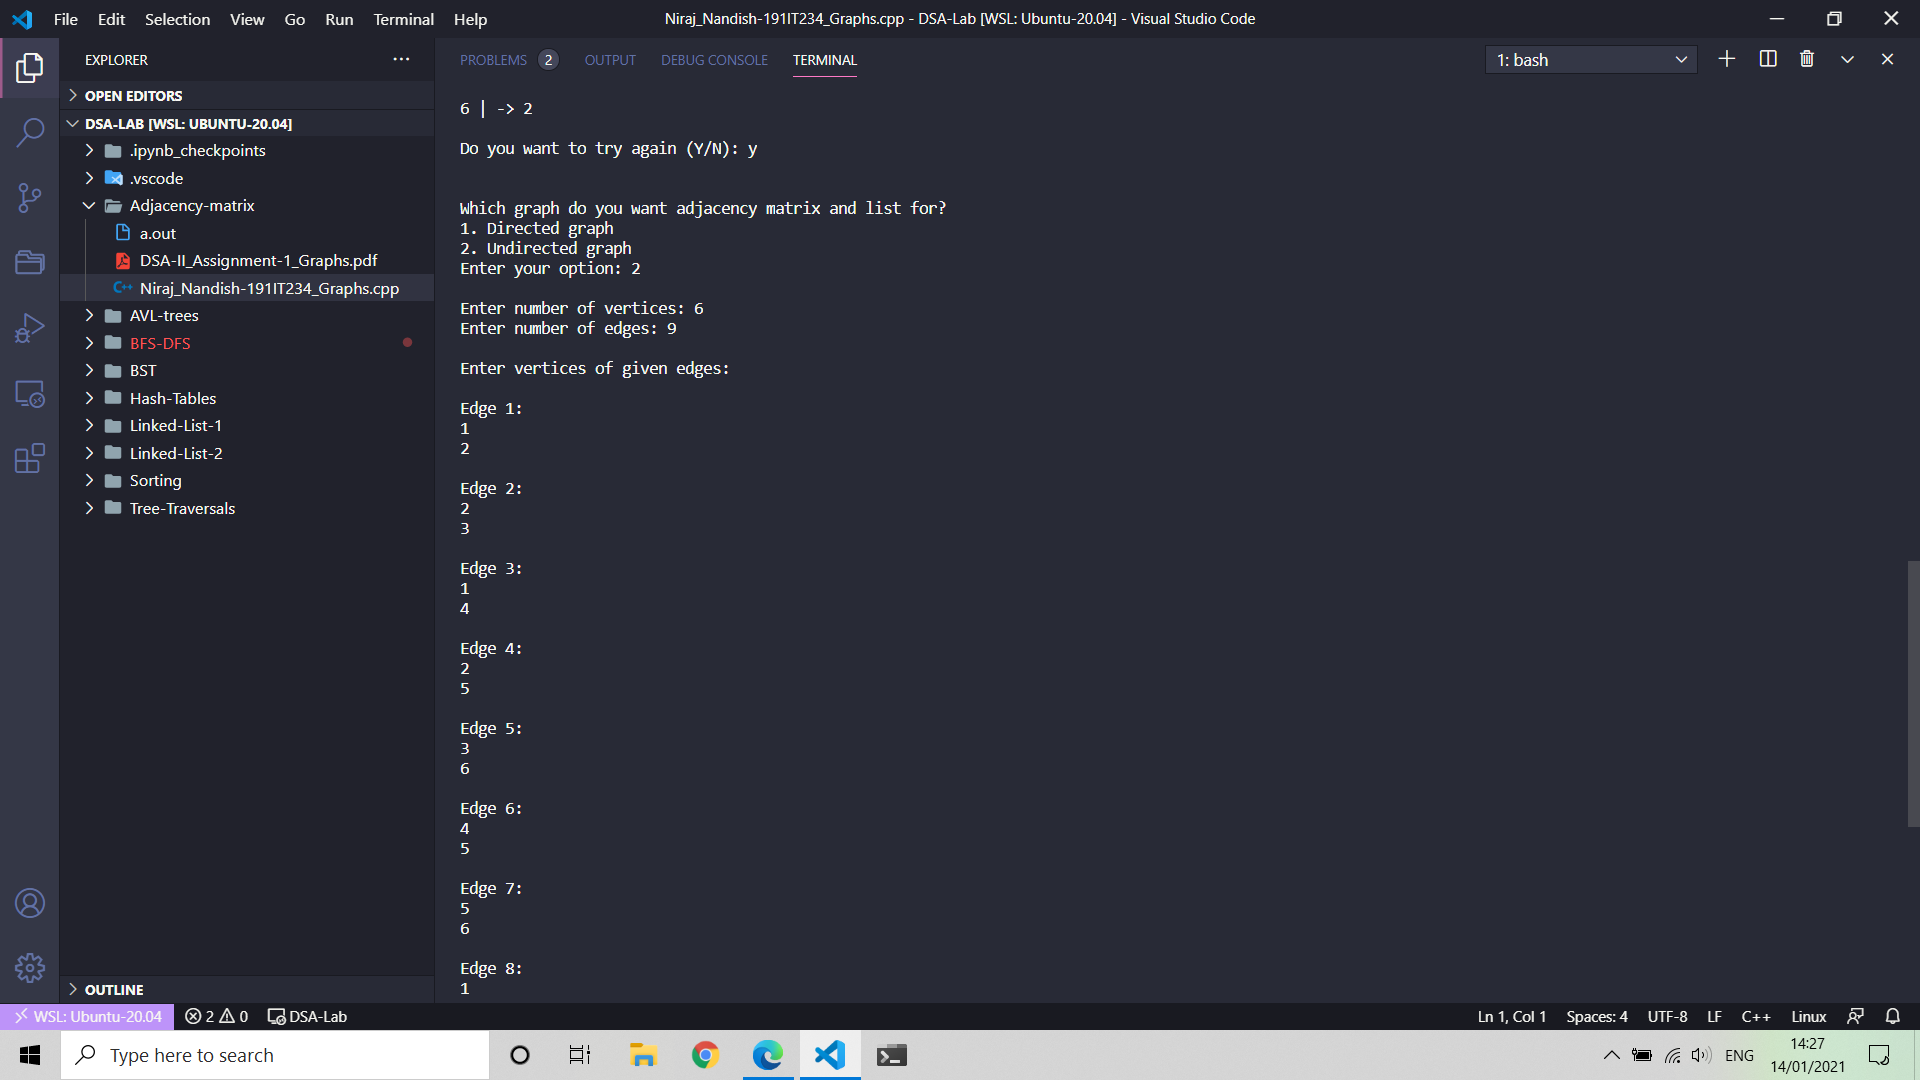 File Edit Selection View Go Run Terminal Help
Niraj_Nandish-191IT234_Graphs.cpp - DSA-Lab [WSL: Ubuntu-20.04] - Visual Studio Code
EXPLORER
OPEN EDITORS
DSA-LAB [WSL: UBUNTU-20.04]
.ipynb_checkpoints
.vscode
Adjacency-matrix
a.out
DSA-II_Assignment-1_Graphs.pdf
Niraj_Nandish-191IT234_Graphs.cpp
AVL-trees
BFS-DFS
BST
Hash-Tables
Linked-List-1
Linked-List-2
Sorting
Tree-Traversals
OUTLINE
PROBLEMS 2 OUTPUT DEBUG CONSOLE TERMINAL
1: bash
6 | -> 2
Do you want to try again (Y/N): y
Which graph do you want adjacency matrix and list for?
1. Directed graph
2. Undirected graph
Enter your option: 2
Enter number of vertices: 6
Enter number of edges: 9
Enter vertices of given edges:
Edge 1:
1
2
Edge 2:
2
3
Edge 3:
1
4
Edge 4:
2
5
Edge 5:
3
6
Edge 6:
4
5
Edge 7:
5
6
Edge 8:
1
WSL: Ubuntu-20.04 2 0 DSA-Lab
Ln 1, Col 1 Spaces: 4 UTF-8 LF C++ Linux
Type here to search
ENG
14:27
14/01/2021